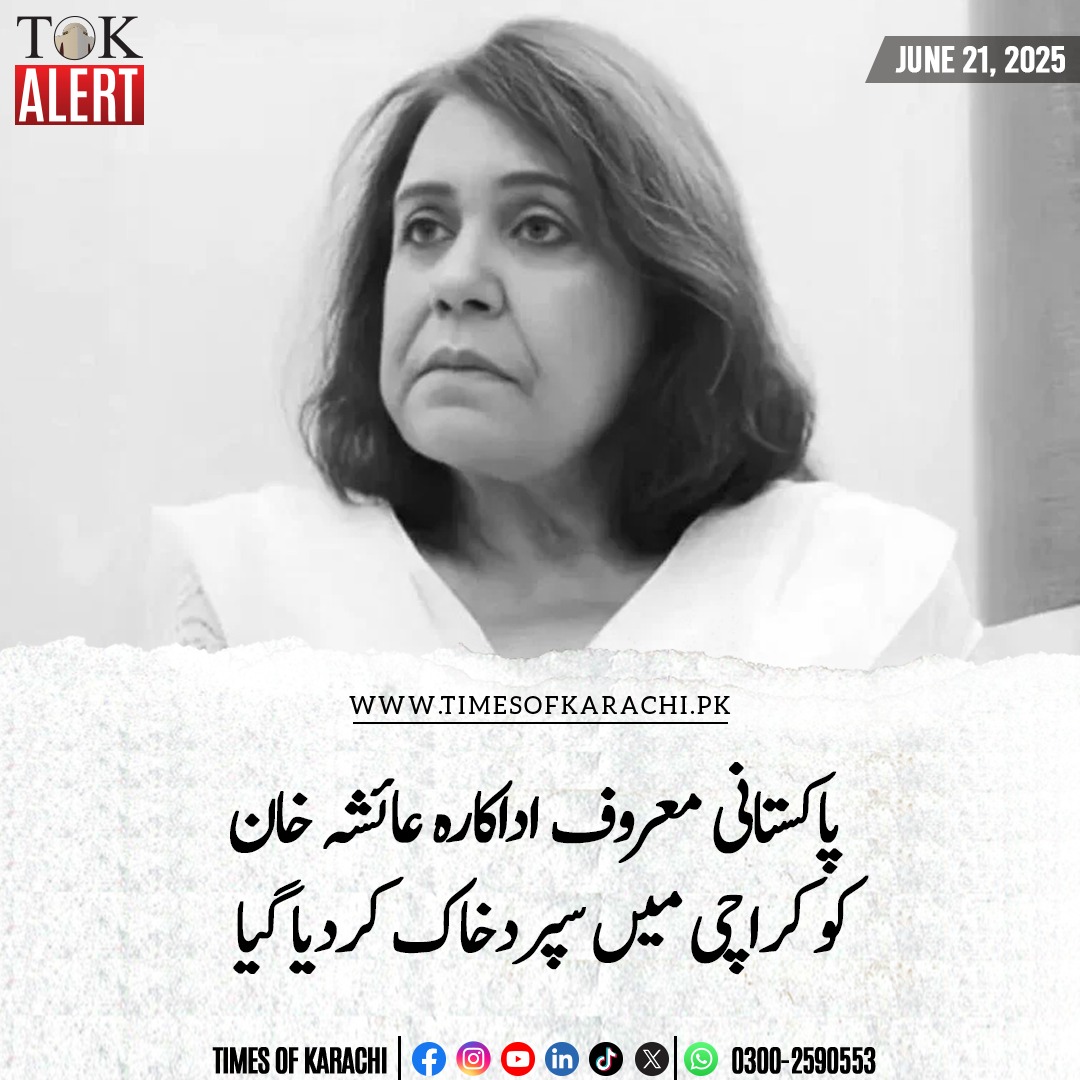 TOK
ALERT
JUNE 21, 2025
WWW.TIMESOFKARACHI.PK
پاکستانی معروف اداکارہ عائشہ خان
کو کراچی میں سپرد خاک کر دیا گیا
TIMES OF KARACHI
0300-2590553